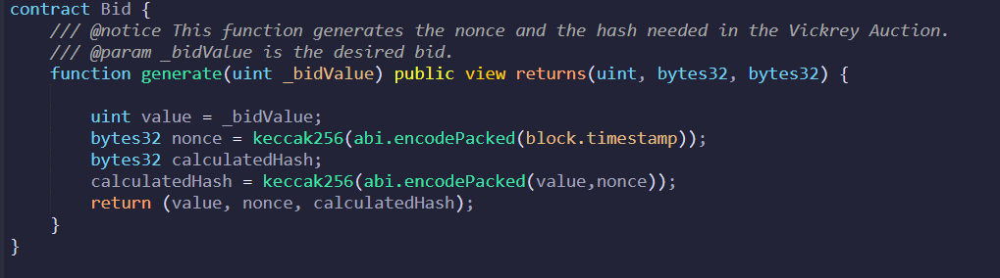 contract Bid {
/// @notice This function generates the nonce and the hash needed in the Vickrey Auction.
/// @param _bidValue is the desired bid.
function generate(uint _bidValue) public view returns(uint, bytes32, bytes32) {
uint value = _bidValue;
bytes32 nonce = keccak256(abi.encodePacked(block.timestamp));
bytes32 calculatedHash;
calculatedHash = keccak256(abi.encodePacked(value,nonce));
return (value, nonce, calculatedHash);
}
}